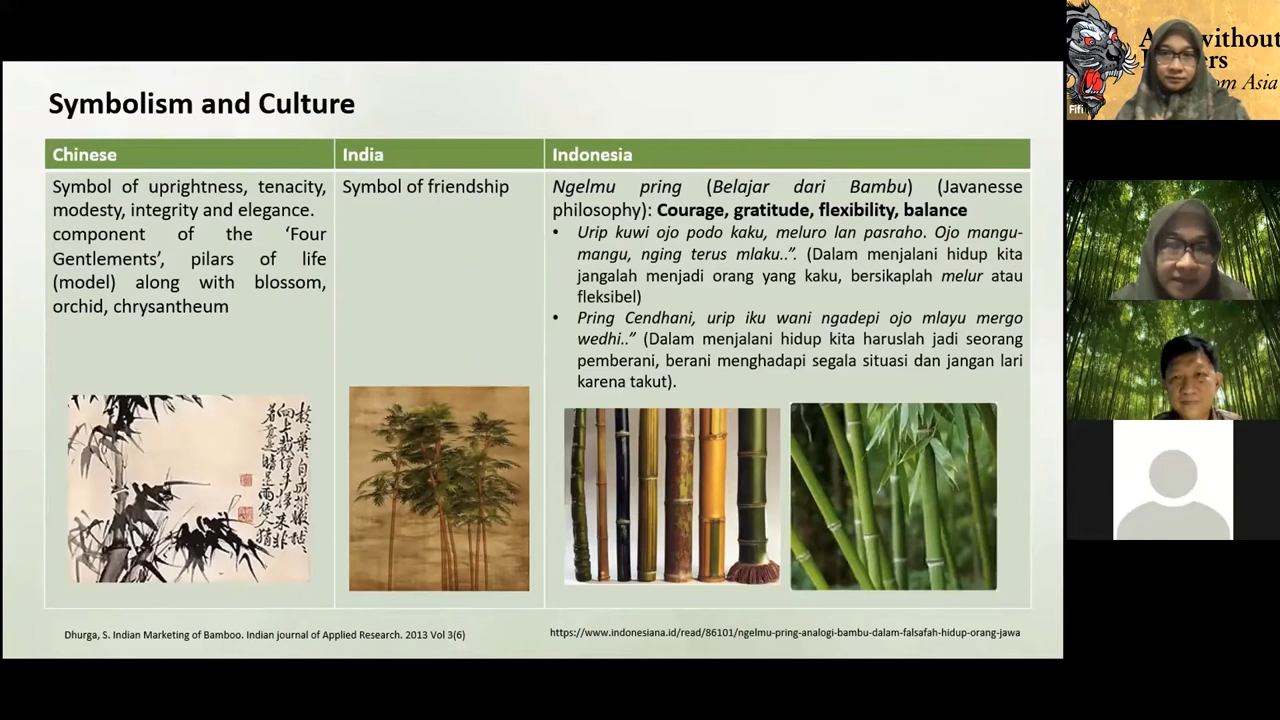 Symbolism and Culture
Chinese
India
Indonesia
Symbol of uprightness, tenacity,
modesty, integrity and elegance.
component of the ‘Four
Gentlements’, pilars of life
(model) along with blossom,
orchid, chrysantheum
Symbol of friendship
Ngelmu pring (Belajar dari Bambu) (Javanesse
philosophy): Courage, gratitude, flexibility, balance
• Urip kuwi ojo podo kaku, meluro lan pasraho. Ojo mangu-
mangu, nging terus mlaku..”. (Dalam menjalani hidup kita
jangalah menjadi orang yang kaku, bersikaplah melur atau
fleksibel)
• Pring Cendhani, urip iku wani ngadepi ojo mlayu mergo
wedhi..” (Dalam menjalani hidup kita haruslah jadi seorang
pemberani, berani menghadapi segala situasi dan jangan lari
karena takut).
Dhurga, S. Indian Marketing of Bamboo. Indian journal of Applied Research. 2013 Vol 3(6)
https://www.indonesiana.id/read/86101/ngelmu-pring-analogi-bambu-dalam-falsafah-hidup-orang-jawa
without
om Asia
Fifi